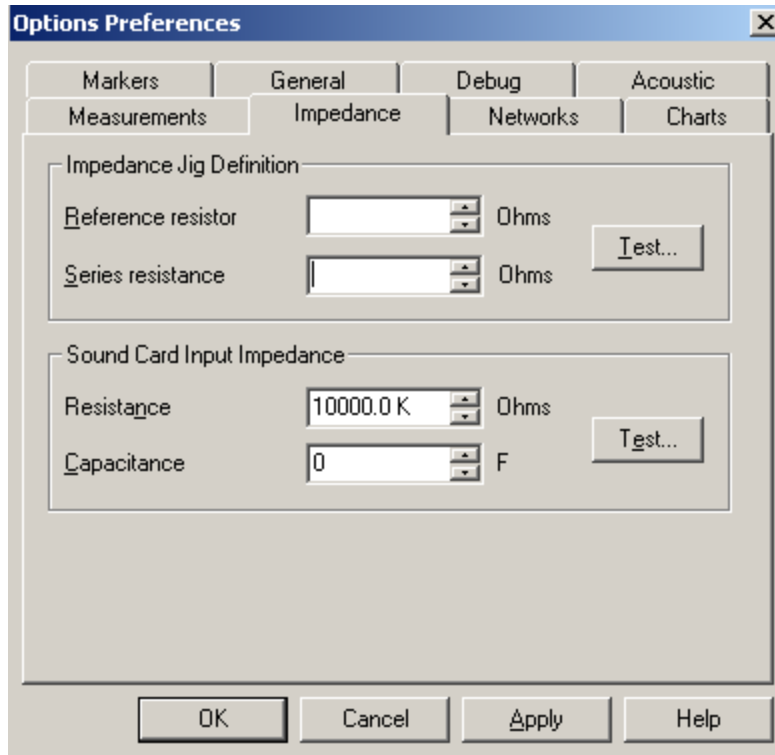 Options Preferences
Markers General Debug Acoustic
Measurements Impedance Networks Charts
Impedance Jig Definition
Reference resistor Ohms
Test...
Series resistance Ohms
Sound Card Input Impedance
Resistance 10000.0 K Ohms
Test...
Capacitance 0 F
OK Cancel Apply Help